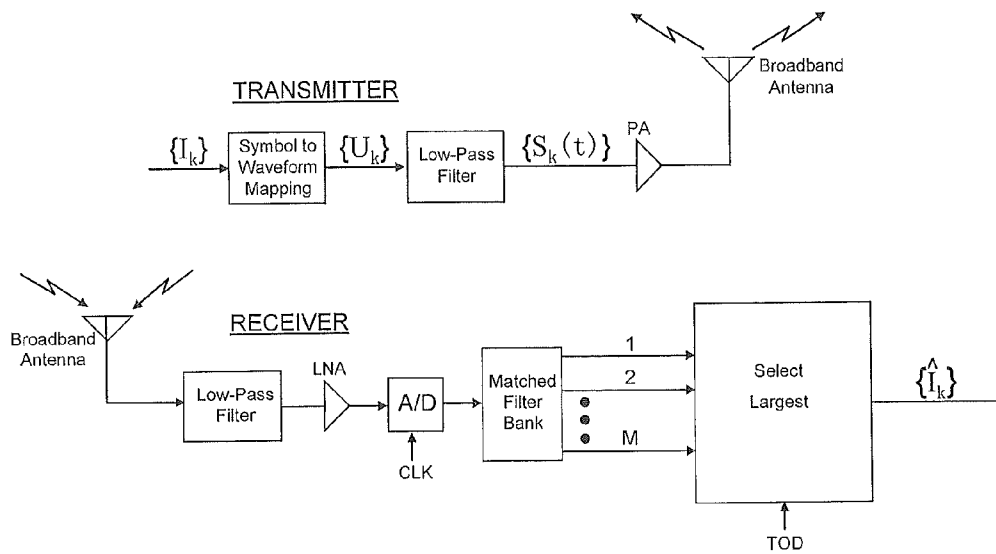 TRANSMITTER
Broadband
Antenna
PA
{I_k}
Symbol to
Waveform
Mapping
{U_k}
Low-Pass
Filter
{S_k(t)}
RECEIVER
Broadband
Antenna
Low-Pass
Filter
LNA
A/D
CLK
Matched
Filter
Bank
1
2
M
Select
Largest
TOD
{Î_k}